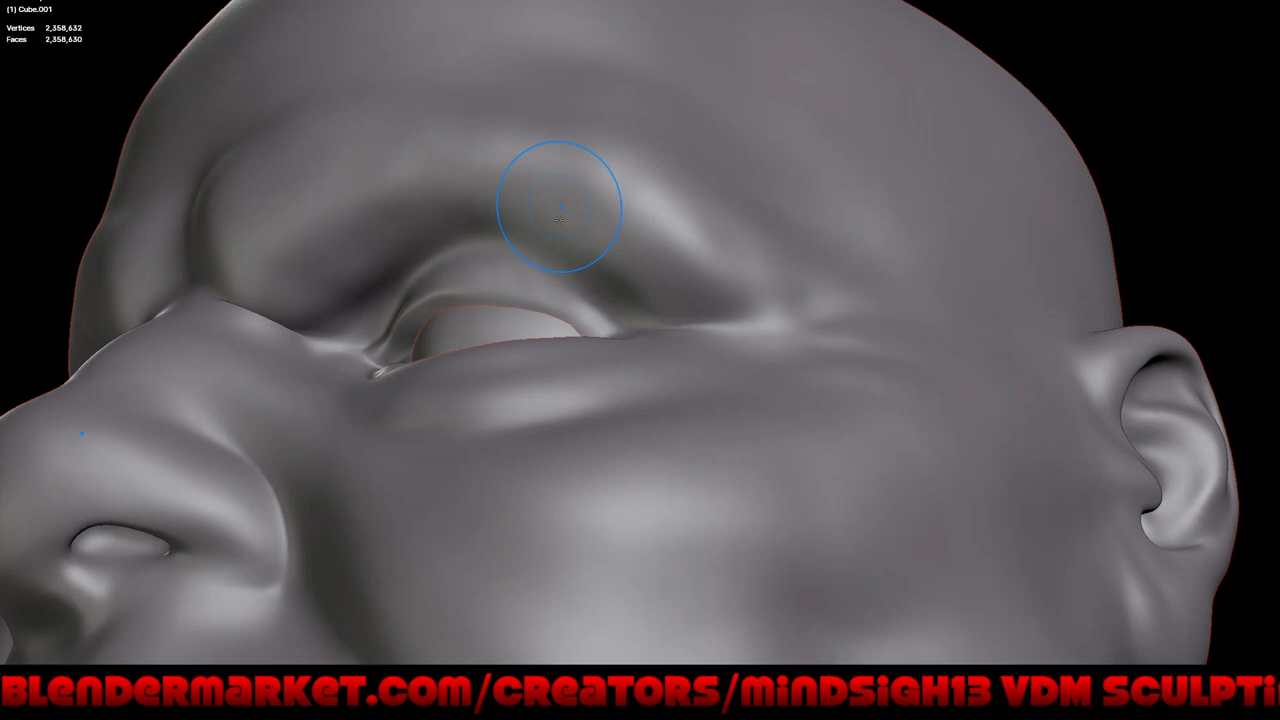 (1) Cube.001
Vertices 2,358,632
Faces 2,358,630
BLENDERMARKET.COM/CREATORS/MINDSIGH13 VDM SCULPTI